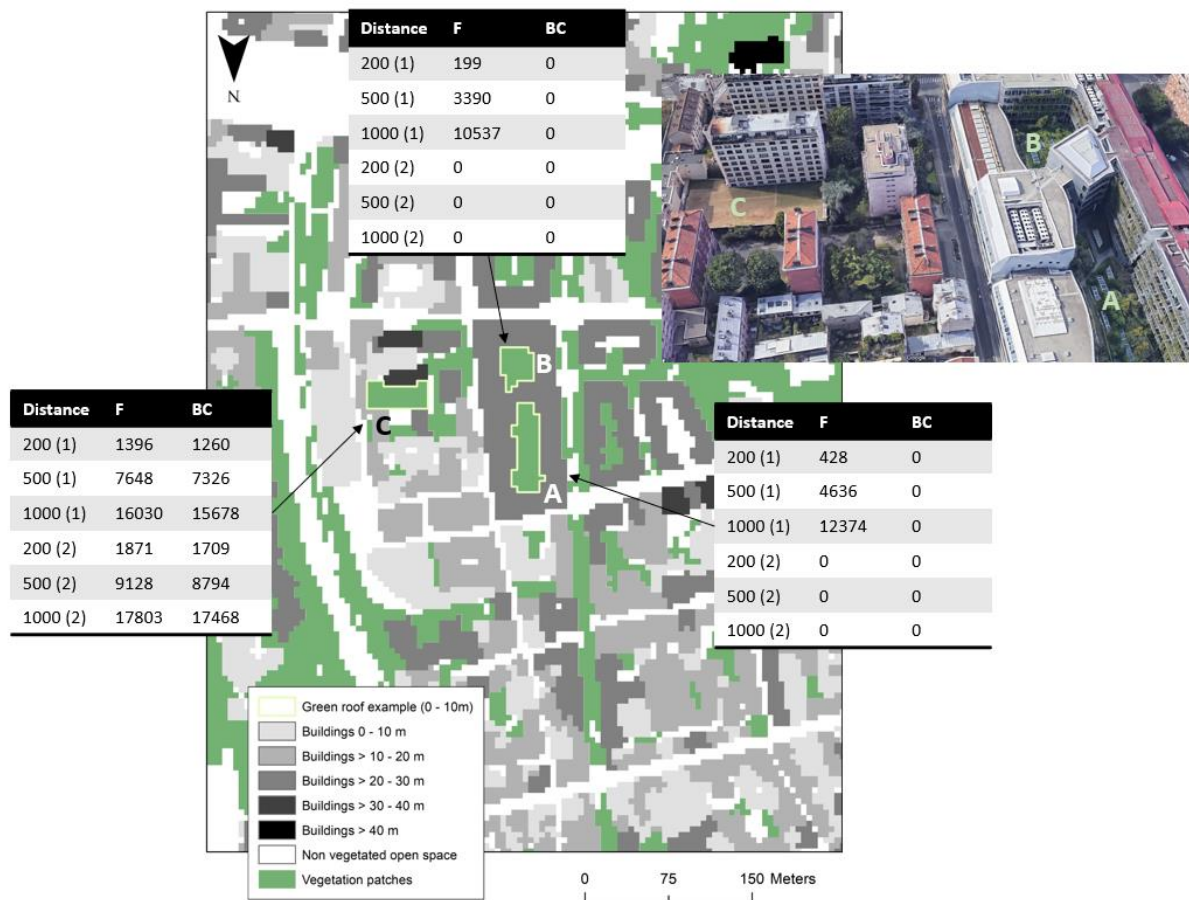 Distance F BC
200 (1) 199 0
500 (1) 3390 0
1000 (1) 10537 0
200 (2) 0 0
500 (2) 0 0
1000 (2) 0 0
N
B
C
A
B
C
A
Distance F BC
200 (1) 1396 1260
500 (1) 7648 7326
1000 (1) 16030 15678
200 (2) 1871 1709
500 (2) 9128 8794
1000 (2) 17803 17468
Distance F BC
200 (1) 428 0
500 (1) 4636 0
1000 (1) 12374 0
200 (2) 0 0
500 (2) 0 0
1000 (2) 0 0
Green roof example (0 - 10m)
Buildings 0 - 10 m
Buildings > 10 - 20 m
Buildings > 20 - 30 m
Buildings > 30 - 40 m
Buildings > 40 m
Non vegetated open space
Vegetation patches
0 75 150 Meters